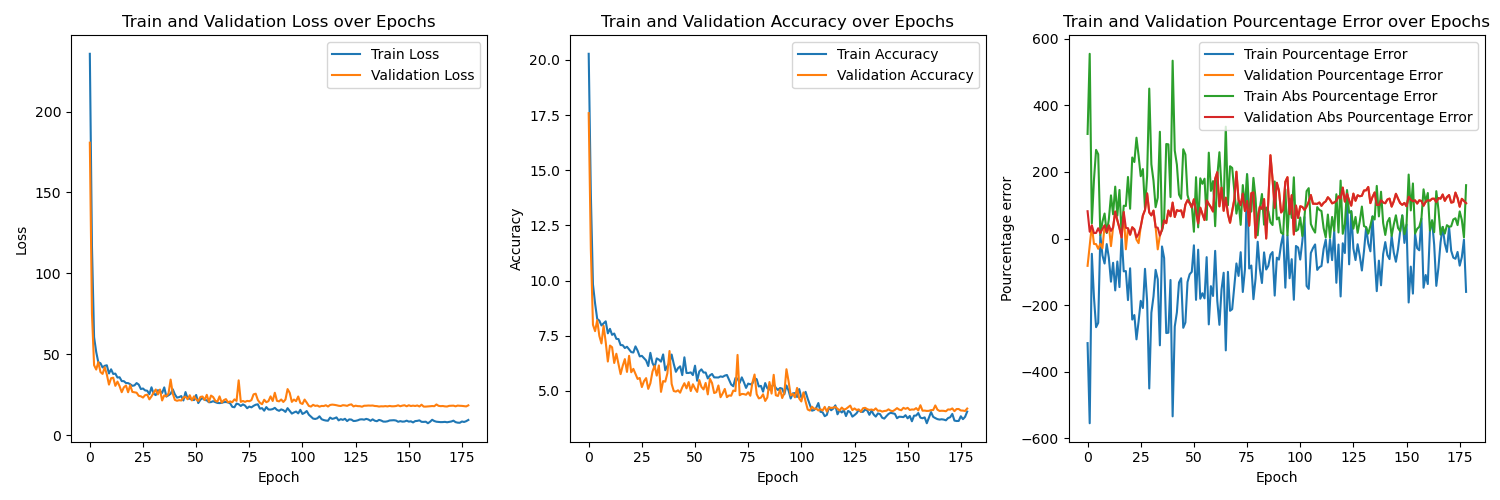 Train and Validation Loss over Epochs
Train Loss
Validation Loss
200
150
100
50
0
Loss
0 25 50 75 100 125 150 175
Epoch
Train and Validation Accuracy over Epochs
Train Accuracy
Validation Accuracy
20.0
17.5
15.0
12.5
10.0
7.5
5.0
Accuracy
0 25 50 75 100 125 150 175
Epoch
Train and Validation Pourcentage Error over Epochs
Train Pourcentage Error
Validation Pourcentage Error
Train Abs Pourcentage Error
Validation Abs Pourcentage Error
600
400
200
0
−200
−400
−600
Pourcentage error
0 25 50 75 100 125 150 175
Epoch